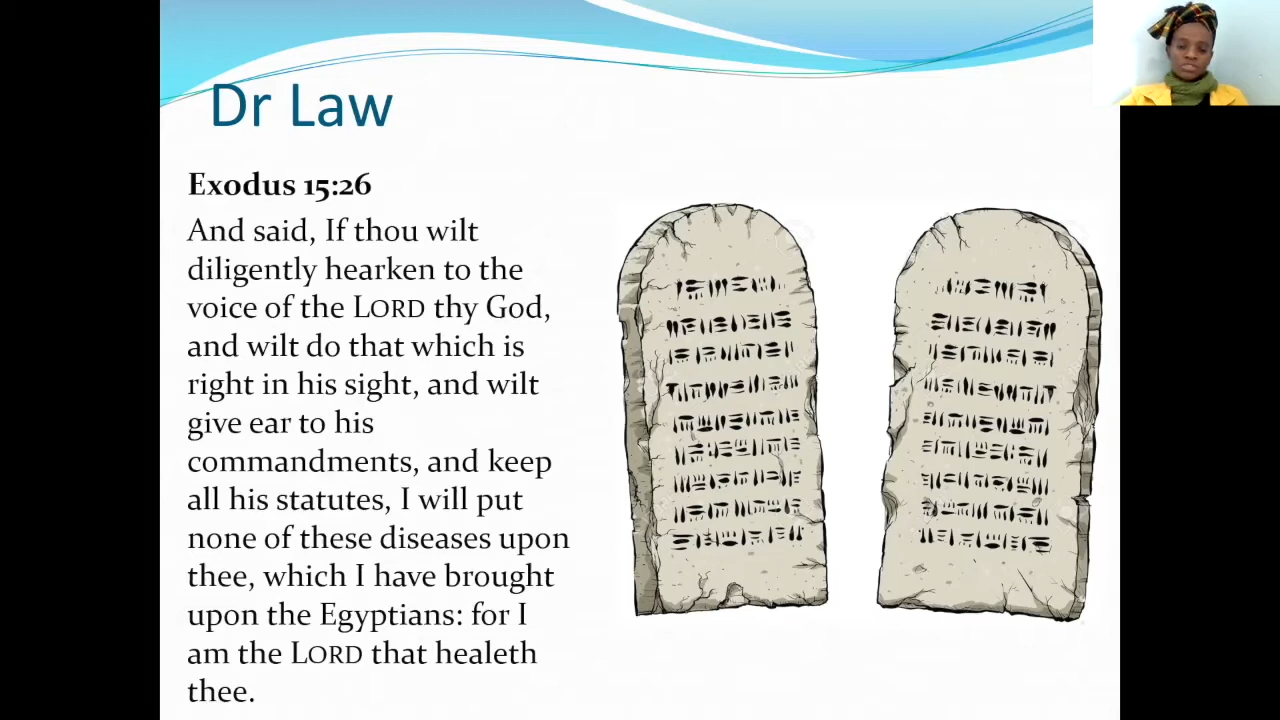 Dr Law
Exodus 15:26
And said, If thou wilt
diligently hearken to the
voice of the LORD thy God,
and wilt do that which is
right in his sight, and wilt
give ear to his
commandments, and keep
all his statutes, I will put
none of these diseases upon
thee, which I have brought
upon the Egyptians: for I
am the LORD that healeth
thee.